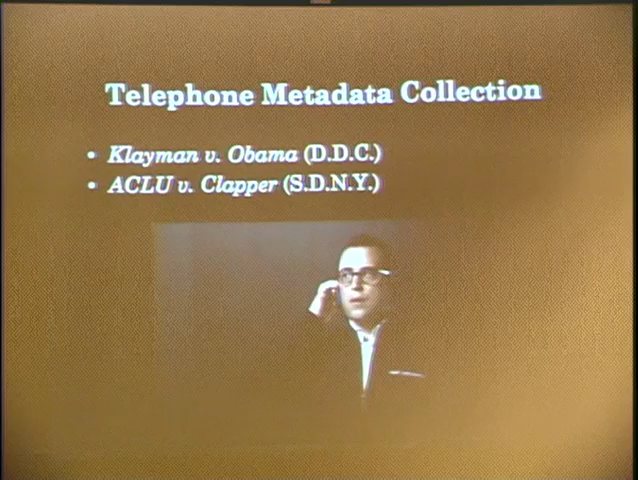 Telephone Metadata Collection
• Klayman v. Obama (D.D.C.)
• ACLU v. Clapper (S.D.N.Y.)